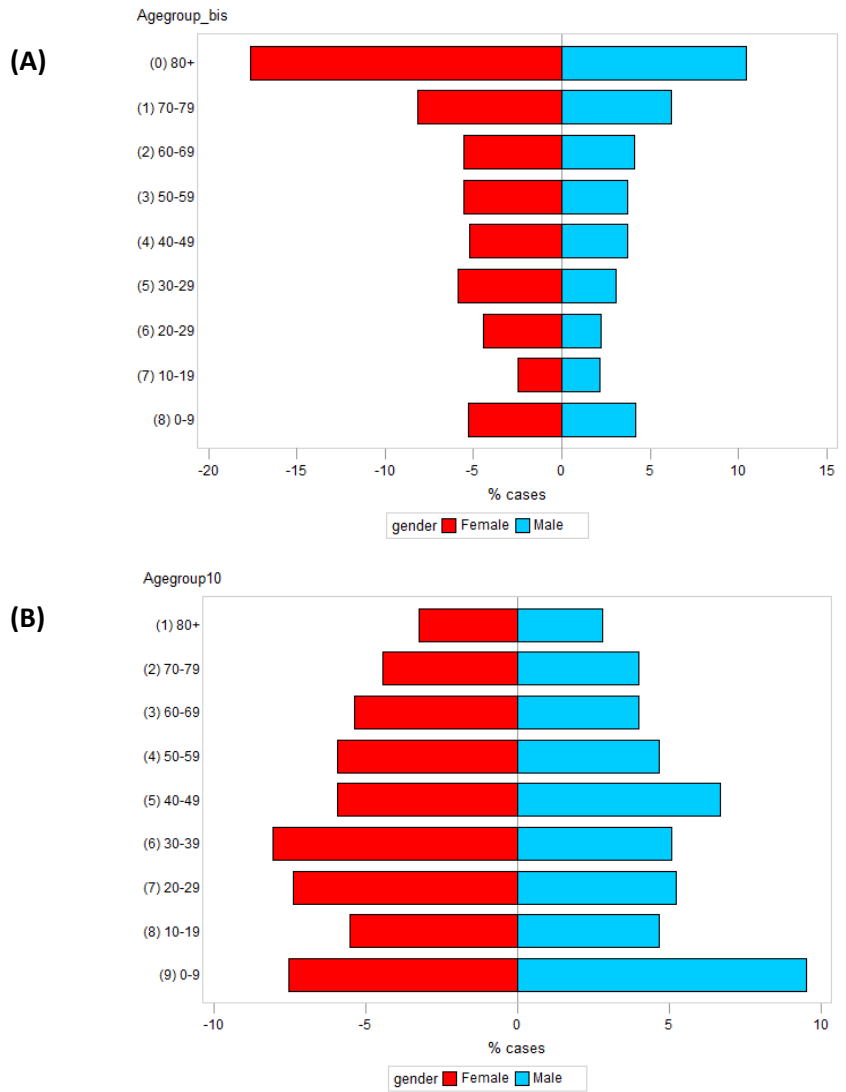 Agegroup_bis
(A)
(0) 80+
(1) 70-79
(2) 60-69
(3) 50-59
(4) 40-49
(5) 30-29
(6) 20-29
(7) 10-19
(8) 0-9
-20 -15 -10 -5 0 5 10 15
% cases
gender Female Male
Agegroup10
(B)
(1) 80+
(2) 70-79
(3) 60-69
(4) 50-59
(5) 40-49
(6) 30-39
(7) 20-29
(8) 10-19
(9) 0-9
-10 -5 0 5 10
% cases
gender Female Male